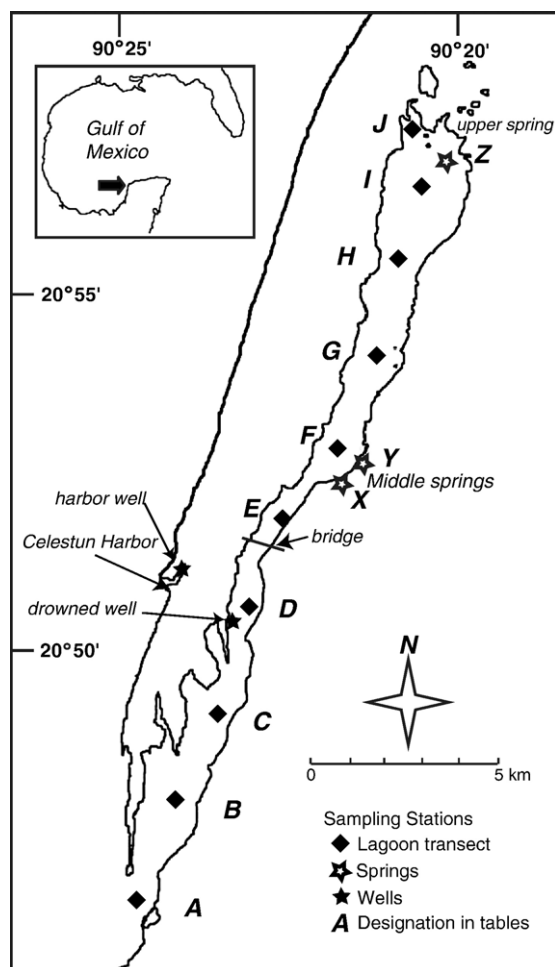 90°25'
90°20'
Gulf of
Mexico
J
upper spring
Z
I
H
20°55'
G
F
Y
Middle springs
X
harbor well
E
Celestun Harbor
bridge
drowned well
D
20°50'
N
C
0 5 km
B
Sampling Stations
Lagoon transect
Springs
Wells
A Designation in tables
A